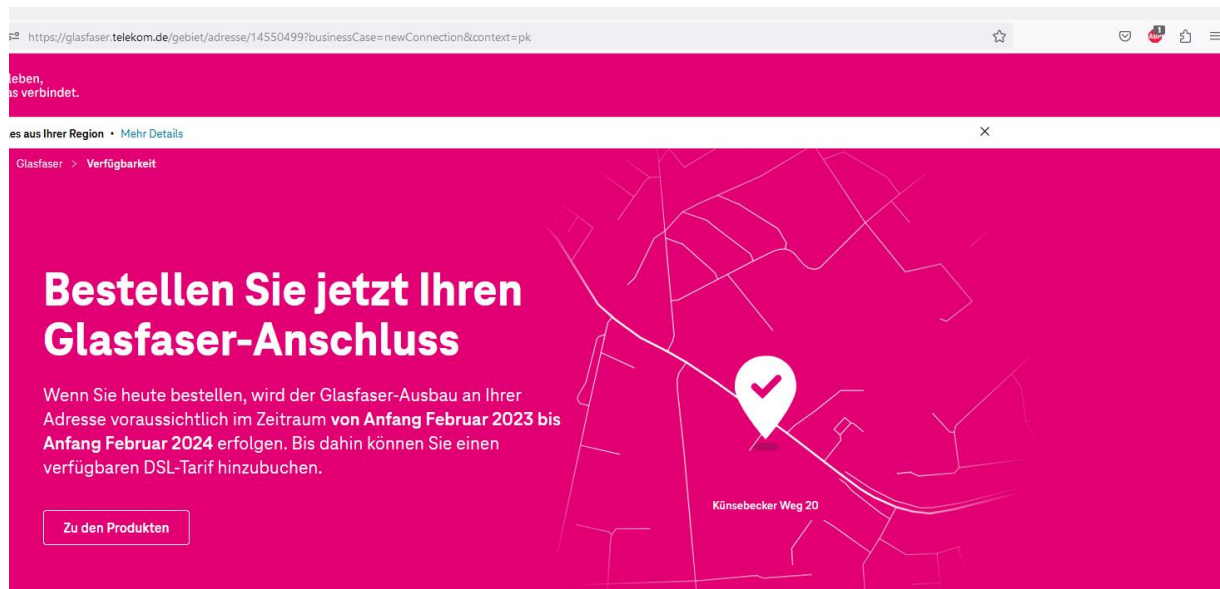 https://glasfaser.telekom.de/gebiet/adresse/14550499?businessCase=newConnection&context=pk
1
leben,
as verbindet.
es aus Ihrer Region • Mehr Details
Glasfaser > Verfügbarkeit
Bestellen Sie jetzt Ihren
Glasfaser-Anschluss
Wenn Sie heute bestellen, wird der Glasfaser-Ausbau an Ihrer
Adresse voraussichtlich im Zeitraum von Anfang Februar 2023 bis
Anfang Februar 2024 erfolgen. Bis dahin können Sie einen
verfügbaren DSL-Tarif hinzubuchen.
Künsebecker Weg 20
Zu den Produkten